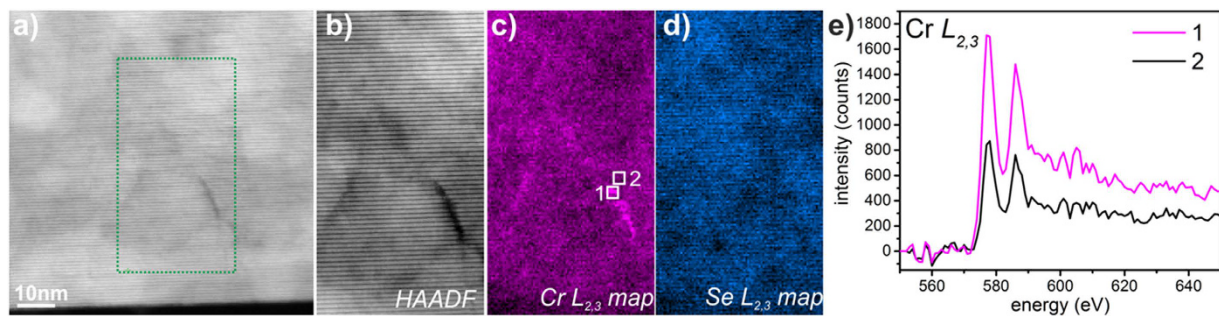 a)
10nm
b)
HAADF
c)
1
2
Cr L2,3 map
d)
Se L2,3 map
e)
Cr L2,3
1
2
intensity (counts)
1800
1600
1400
1200
1000
800
600
400
200
0
560 580 600 620 640
energy (eV)